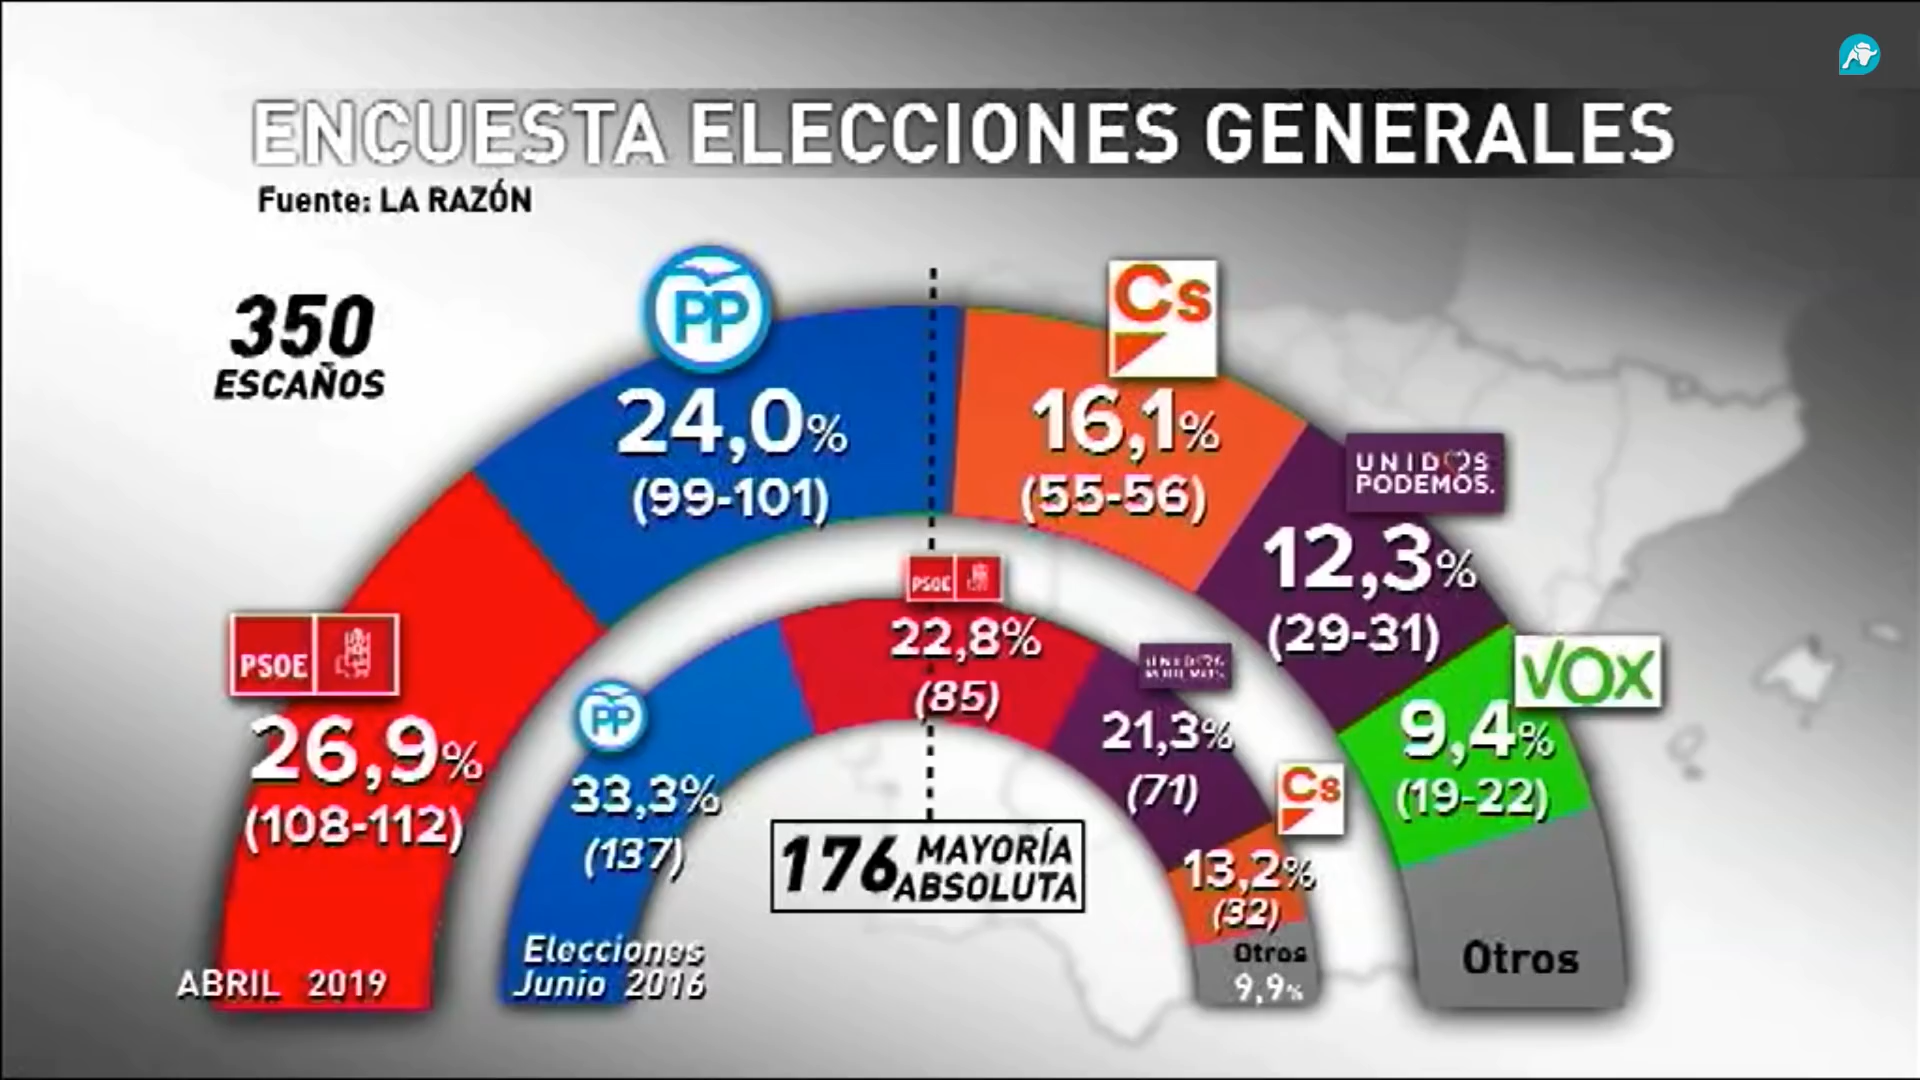 ENCUESTA ELECCIONES GENERALES
Fuente: LA RAZÓN
350
ESCAÑOS
PP
24,0%
(99-101)
Cs
16,1%
(55-56)
UNIDOS
PODEMOS.
12,3%
(29-31)
VOX
9,4%
(19-22)
Otros
PSOE
26,9%
(108-112)
ABRIL 2019
PP
33,3%
(137)
Elecciones
Junio 2016
PSOE
22,8%
(85)
UNIDOS
PODEMOS.
21,3%
(71)
Cs
13,2%
(32)
Otros
9,9%
176 MAYORÍA
ABSOLUTA